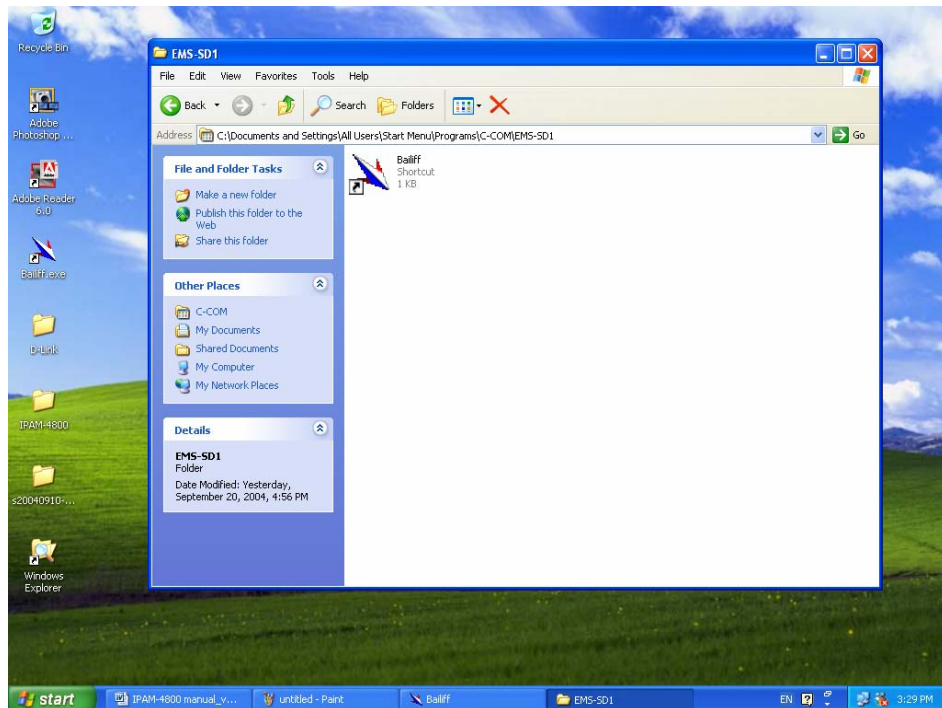 Recycle Bin
Adobe
Photoshop ...
Adobe Reader
6.0
Bailiff.exe
D-Link
IPAM-4800
s20040910-...
Windows
Explorer
EMS-SD1
File Edit View Favorites Tools Help
Back Search Folders
Address C:\Documents and Settings\All Users\Start Menu\Programs\C-COM\EMS-SD1 Go
File and Folder Tasks
Make a new folder
Publish this folder to the
Web
Share this folder
Other Places
C-COM
My Documents
Shared Documents
My Computer
My Network Places
Details
EMS-SD1
Folder
Date Modified: Yesterday,
September 20, 2004, 4:56 PM
Bailiff
Shortcut
1 KB
start IPAM-4800 manual_v... untitled - Paint Bailiff EMS-SD1 EN 3:29 PM